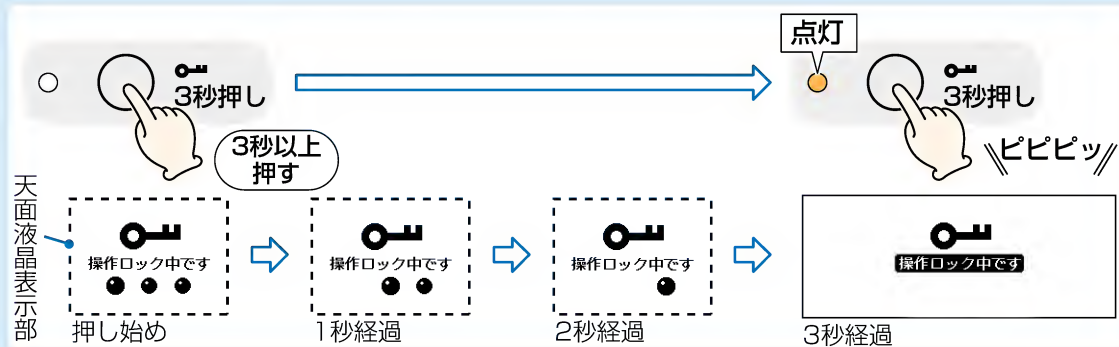 点灯
3秒押し
3秒押し
3秒以上
押す
ピピピッ
天面液晶表示部
操作ロック中です
操作ロック中です
操作ロック中です
操作ロック中です
押し始め
1秒経過
2秒経過
3秒経過